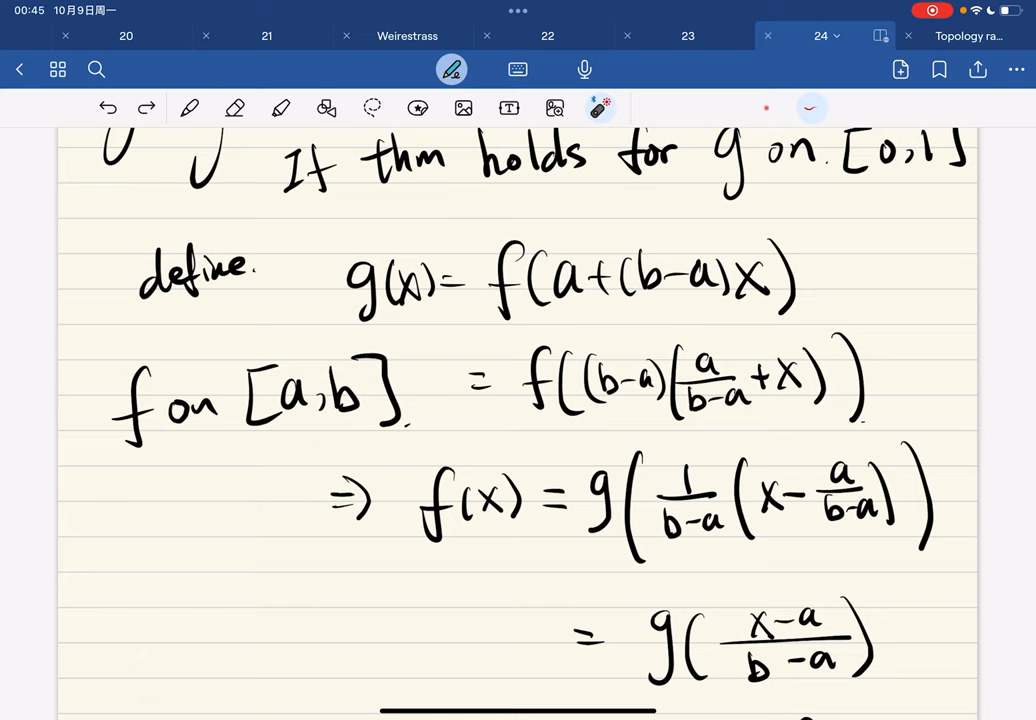 00:45 10月9日周一
20 21 Weirestrass 22 23 24 Topology ra...
If thm holds for g on. [0,1]
define. g(x)= f(a+(b-a)x)
f on [a,b]. = f((b-a)(a/(b-a)+x))
⇒ f(x) = g(1/(b-a)(x-a/(b-a)))
= g((x-a)/(b-a))